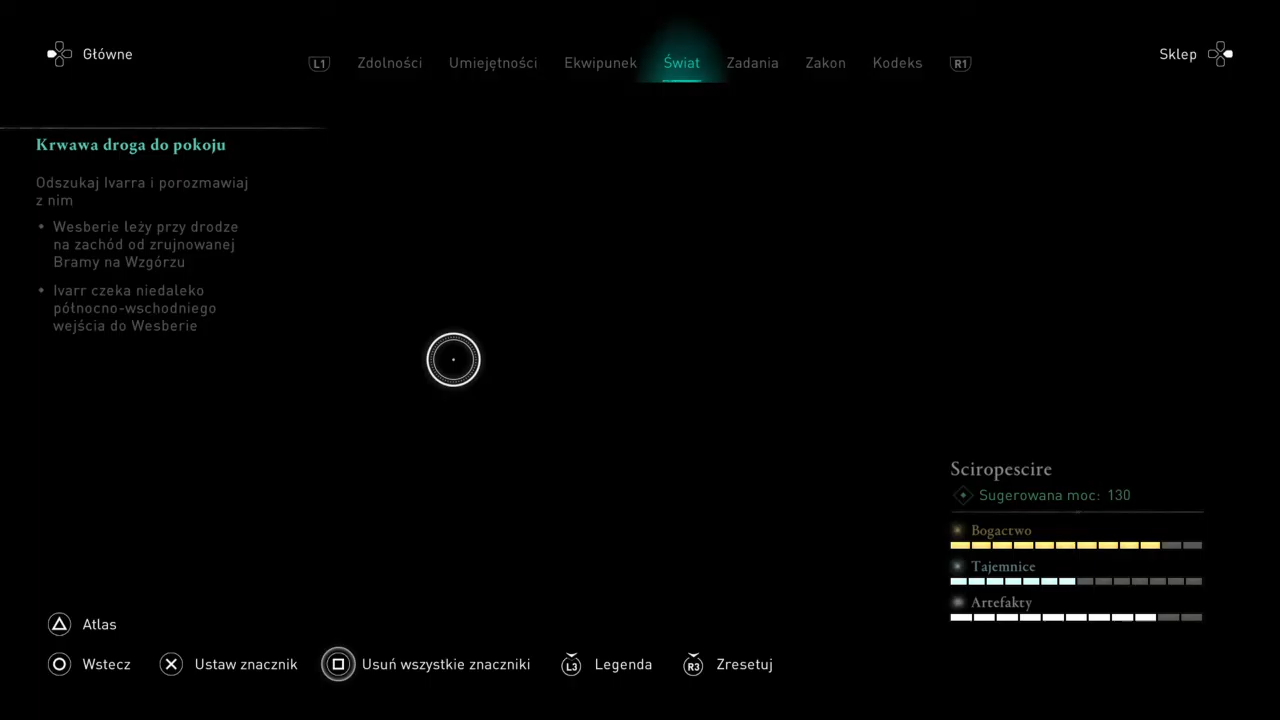 Główne
L1 Zdolności Umiejętności Ekwipunek Świat Zadania Zakon Kodeks R1
Sklep
Krwawa droga do pokoju
Odszukaj Ivarra i porozmawiaj
z nim
• Wesberie leży przy drodze
na zachód od zrujnowanej
Bramy na Wzgórzu
• Ivarr czeka niedaleko
północno-wschodniego
wejścia do Wesberie
Sciropescire
Sugerowana moc: 130
Bogactwo
Tajemnice
Artefakty
Atlas
Wstecz Ustaw znacznik Usuń wszystkie znaczniki L3 Legenda R3 Zresetuj